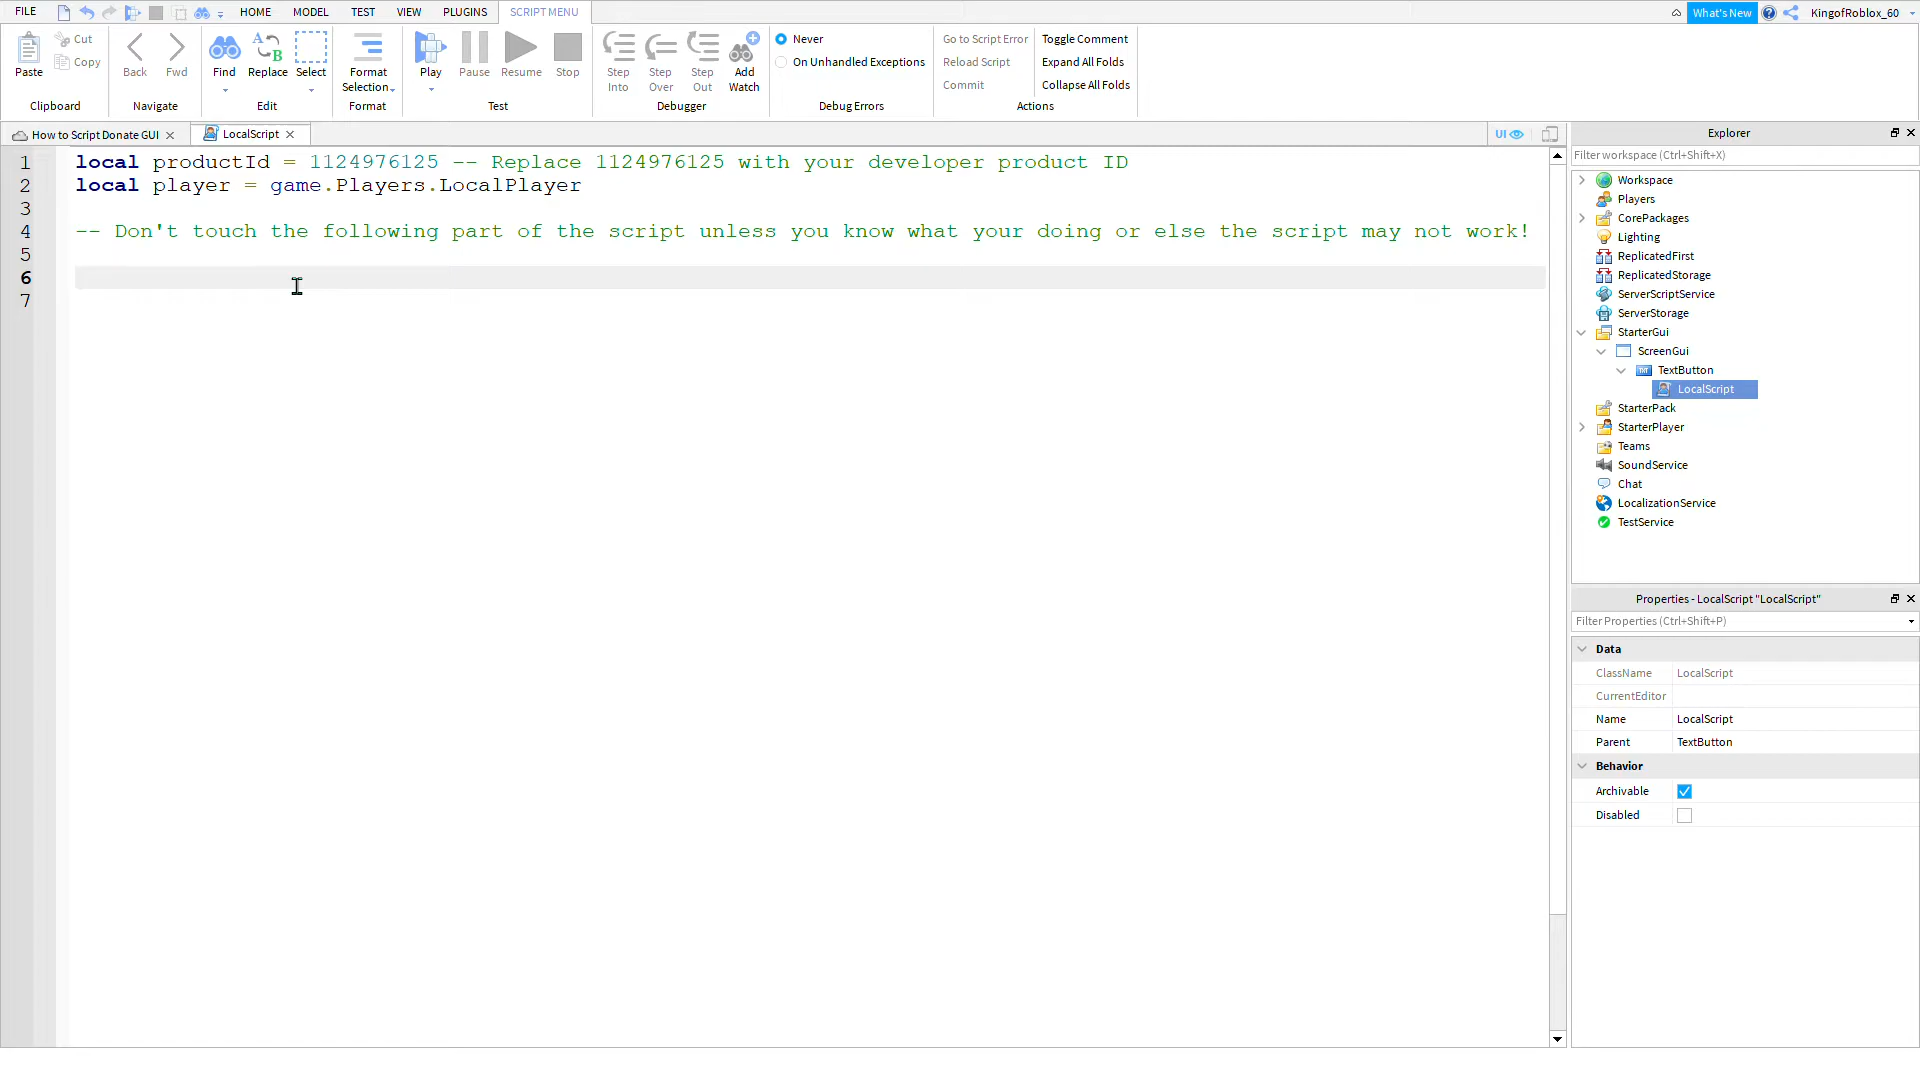 FILE HOME MODEL TEST VIEW PLUGINS SCRIPT MENU What's New KingofRoblox_60
Paste Cut Copy Back Fwd Find Replace Select Format Selection Play Pause Resume Stop Step Into Step Over Step Out Add Watch Never On Unhandled Exceptions Go to Script Error Reload Script Commit Toggle Comment Expand All Folds Collapse All Folds
Clipboard Navigate Edit Format Test Debugger Debug Errors Actions
How to Script Donate GUI LocalScript UI
1 local productId = 1124976125 -- Replace 1124976125 with your developer product ID
2 local player = game.Players.LocalPlayer
3
4 -- Don't touch the following part of the script unless you know what your doing or else the script may not work!
5
6
7
Explorer
Filter workspace (Ctrl+Shift+X)
Workspace
Players
CorePackages
Lighting
ReplicatedFirst
ReplicatedStorage
ServerScriptService
ServerStorage
StarterGui
ScreenGui
TXT TextButton
LocalScript
StarterPack
StarterPlayer
Teams
SoundService
Chat
LocalizationService
TestService
Properties - LocalScript "LocalScript"
Filter Properties (Ctrl+Shift+P)
Data
ClassName LocalScript
CurrentEditor
Name LocalScript
Parent TextButton
Behavior
Archivable
Disabled